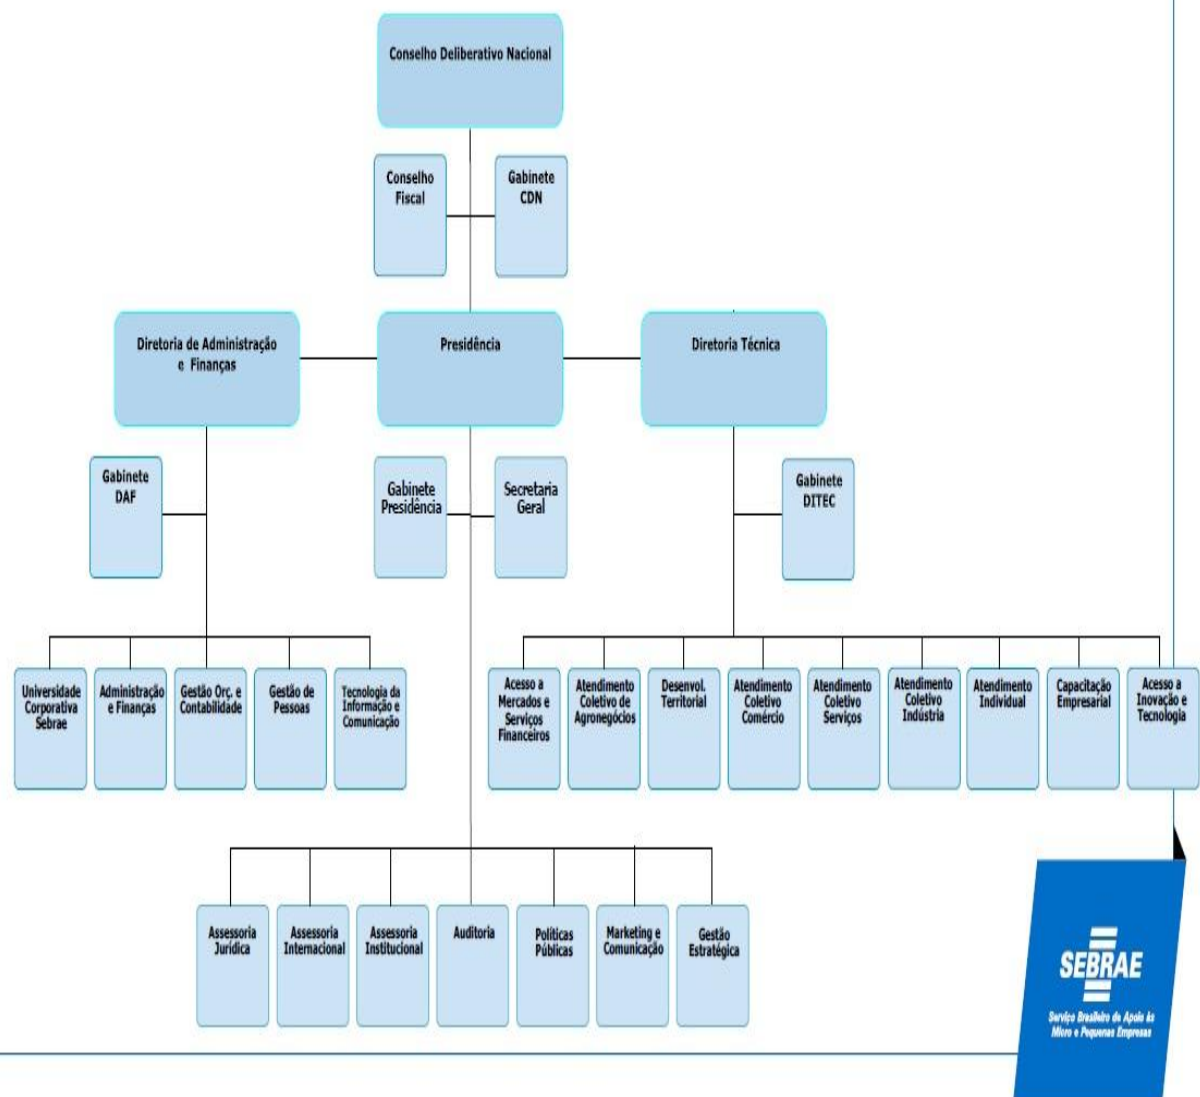 Conselho Deliberativo Nacional
Conselho
Fiscal
Gabinete
CDN
Diretoria de Administração
e Finanças
Presidência
Diretoria Técnica
Gabinete
DAF
Gabinete
Presidência
Secretaria
Geral
Gabinete
DITEC
Universidade
Corporativa
Sebrae
Administração
e Finanças
Gestão Orç. e
Contabilidade
Gestão de
Pessoas
Tecnologia da
Informação e
Comunicação
Acesso a
Mercados e
Serviços
Financeiros
Atendimento
Coletivo de
Agronegócios
Desenvol.
Territorial
Atendimento
Coletivo
Comércio
Atendimento
Coletivo
Serviços
Atendimento
Coletivo
Indústria
Atendimento
Individual
Capacitação
Empresarial
Acesso a
Inovação e
Tecnologia
Assessoria
Jurídica
Assessoria
Internacional
Assessoria
Institucional
Auditoria
Políticas
Públicas
Marketing e
Comunicação
Gestão
Estratégica
SEBRAE
Serviço Brasileiro de Apoio às
Micro e Pequenas Empresas